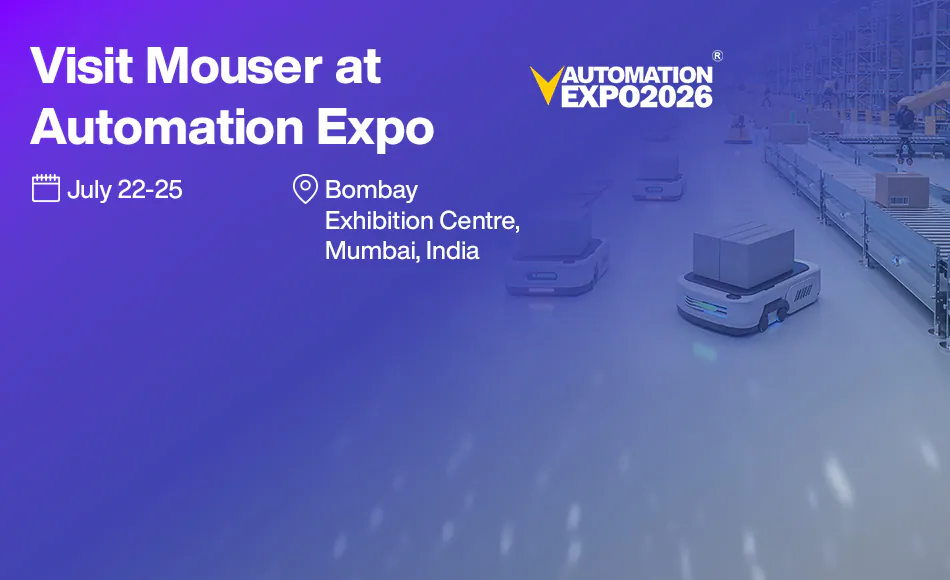 Visit Mouser at
Automation Expo
AUTOMATION ®
EXPO2026
July 22-25
Bombay
Exhibition Centre,
Mumbai, India